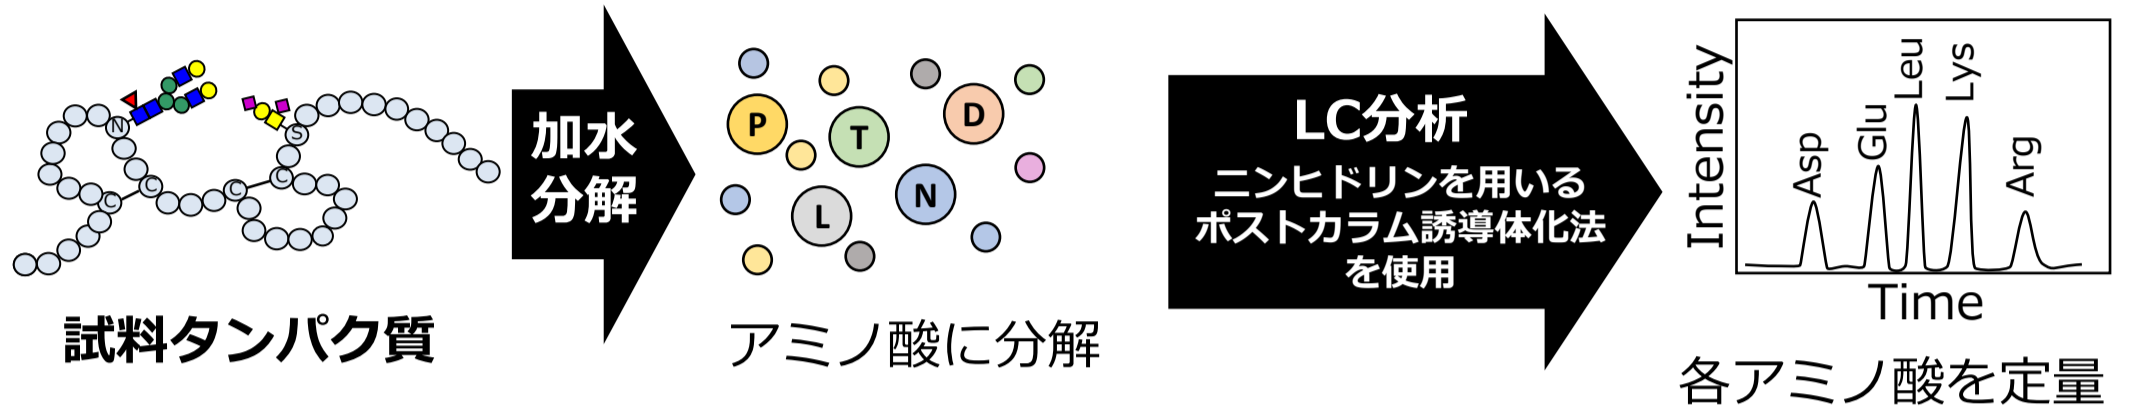 N
S
C
C
C
C
試料タンパク質
加水
分解
P
T
D
L
N
アミノ酸に分解
LC分析
ニンヒドリンを用いる
ポストカラム誘導体化法
を使用
Intensity
Asp
Glu
Leu
Lys
Arg
Time
各アミノ酸を定量